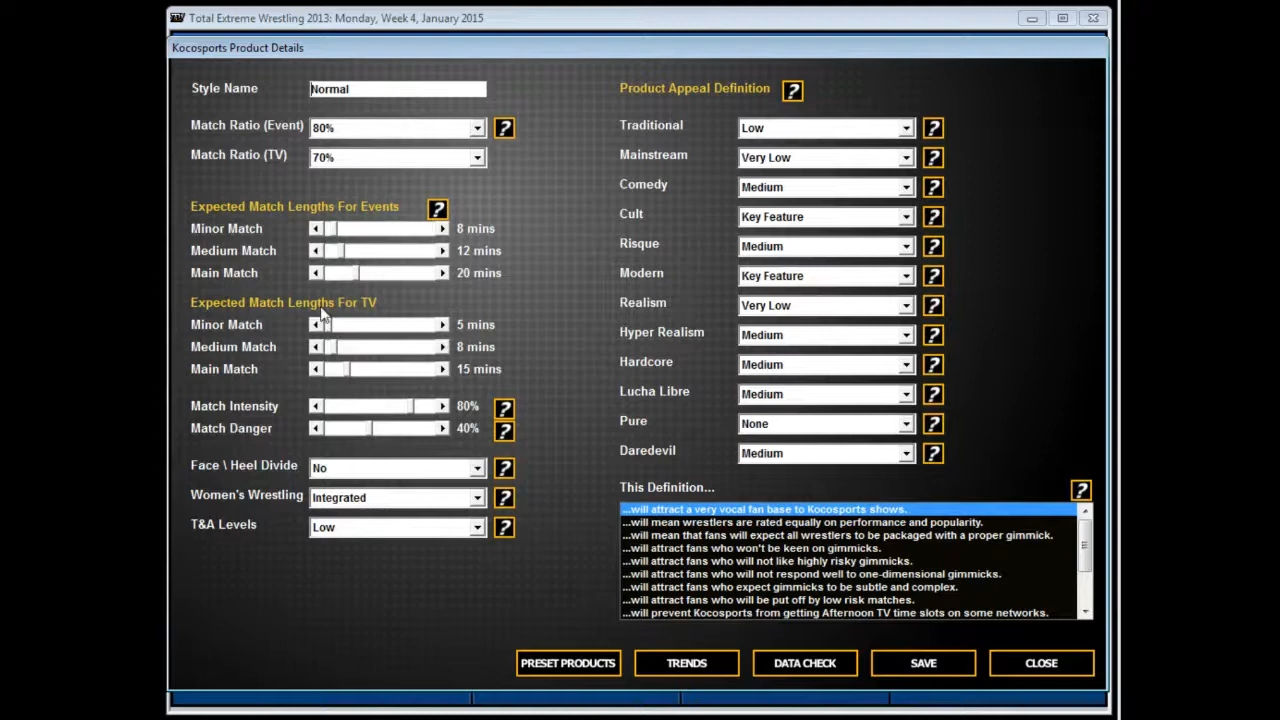 Total Extreme Wrestling 2013: Monday, Week 4, January 2015
Kocosports Product Details
Style Name Normal
Match Ratio (Event) 80% ?
Match Ratio (TV) 70%
Expected Match Lengths For Events ?
Minor Match 8 mins
Medium Match 12 mins
Main Match 20 mins
Expected Match Lengths For TV
Minor Match 5 mins
Medium Match 8 mins
Main Match 15 mins
Match Intensity 80% ?
Match Danger 40% ?
Face \ Heel Divide No ?
Women's Wrestling Integrated ?
T&A Levels Low ?
Product Appeal Definition ?
Traditional Low ?
Mainstream Very Low ?
Comedy Medium ?
Cult Key Feature ?
Risque Medium ?
Modern Key Feature ?
Realism Very Low ?
Hyper Realism Medium ?
Hardcore Medium ?
Lucha Libre Medium ?
Pure None ?
Daredevil Medium ?
This Definition... ?
...will attract a very vocal fan base to Kocosports shows.
...will mean wrestlers are rated equally on performance and popularity.
...will mean that fans will expect all wrestlers to be packaged with a proper gimmick.
...will attract fans who won't be keen on gimmicks.
...will attract fans who will not like highly risky gimmicks.
...will attract fans who will not respond well to one-dimensional gimmicks.
...will attract fans who expect gimmicks to be subtle and complex.
...will attract fans who will be put off by low risk matches.
...will prevent Kocosports from getting Afternoon TV time slots on some networks.
PRESET PRODUCTS TRENDS DATA CHECK SAVE CLOSE